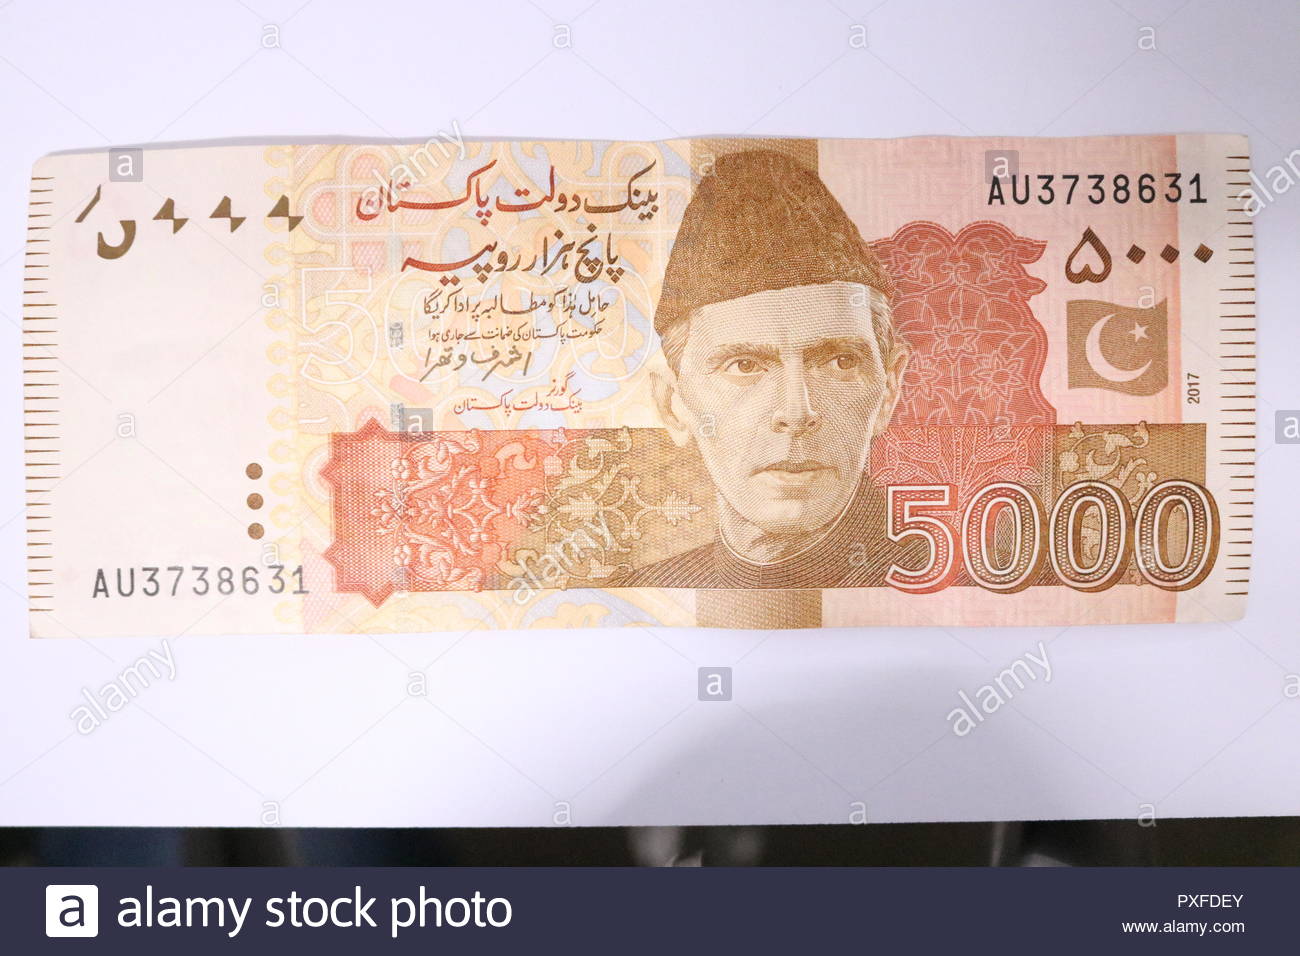 بینک دولت پاکستان
AU3738631
پانچ ہزار روپیہ
۵۰۰۰
حاملِ ہٰذا کو مطالبہ پر ادا کریگا
حکومت پاکستان کی ضمانت سے جاری ہوا
اشرف وتھرا
گورنر
بینک دولت پاکستان
2017
5000
AU3738631
a alamy stock photo
PXFDEY
www.alamy.com